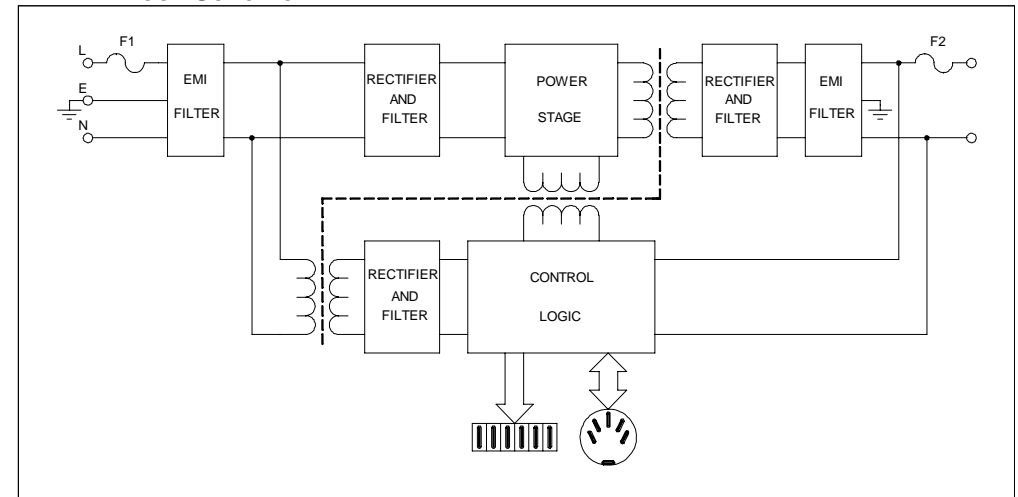 F1
F2
L
E
N
EMI
FILTER
RECTIFIER
AND
FILTER
POWER
STAGE
RECTIFIER
AND
FILTER
EMI
FILTER
RECTIFIER
AND
FILTER
CONTROL
LOGIC